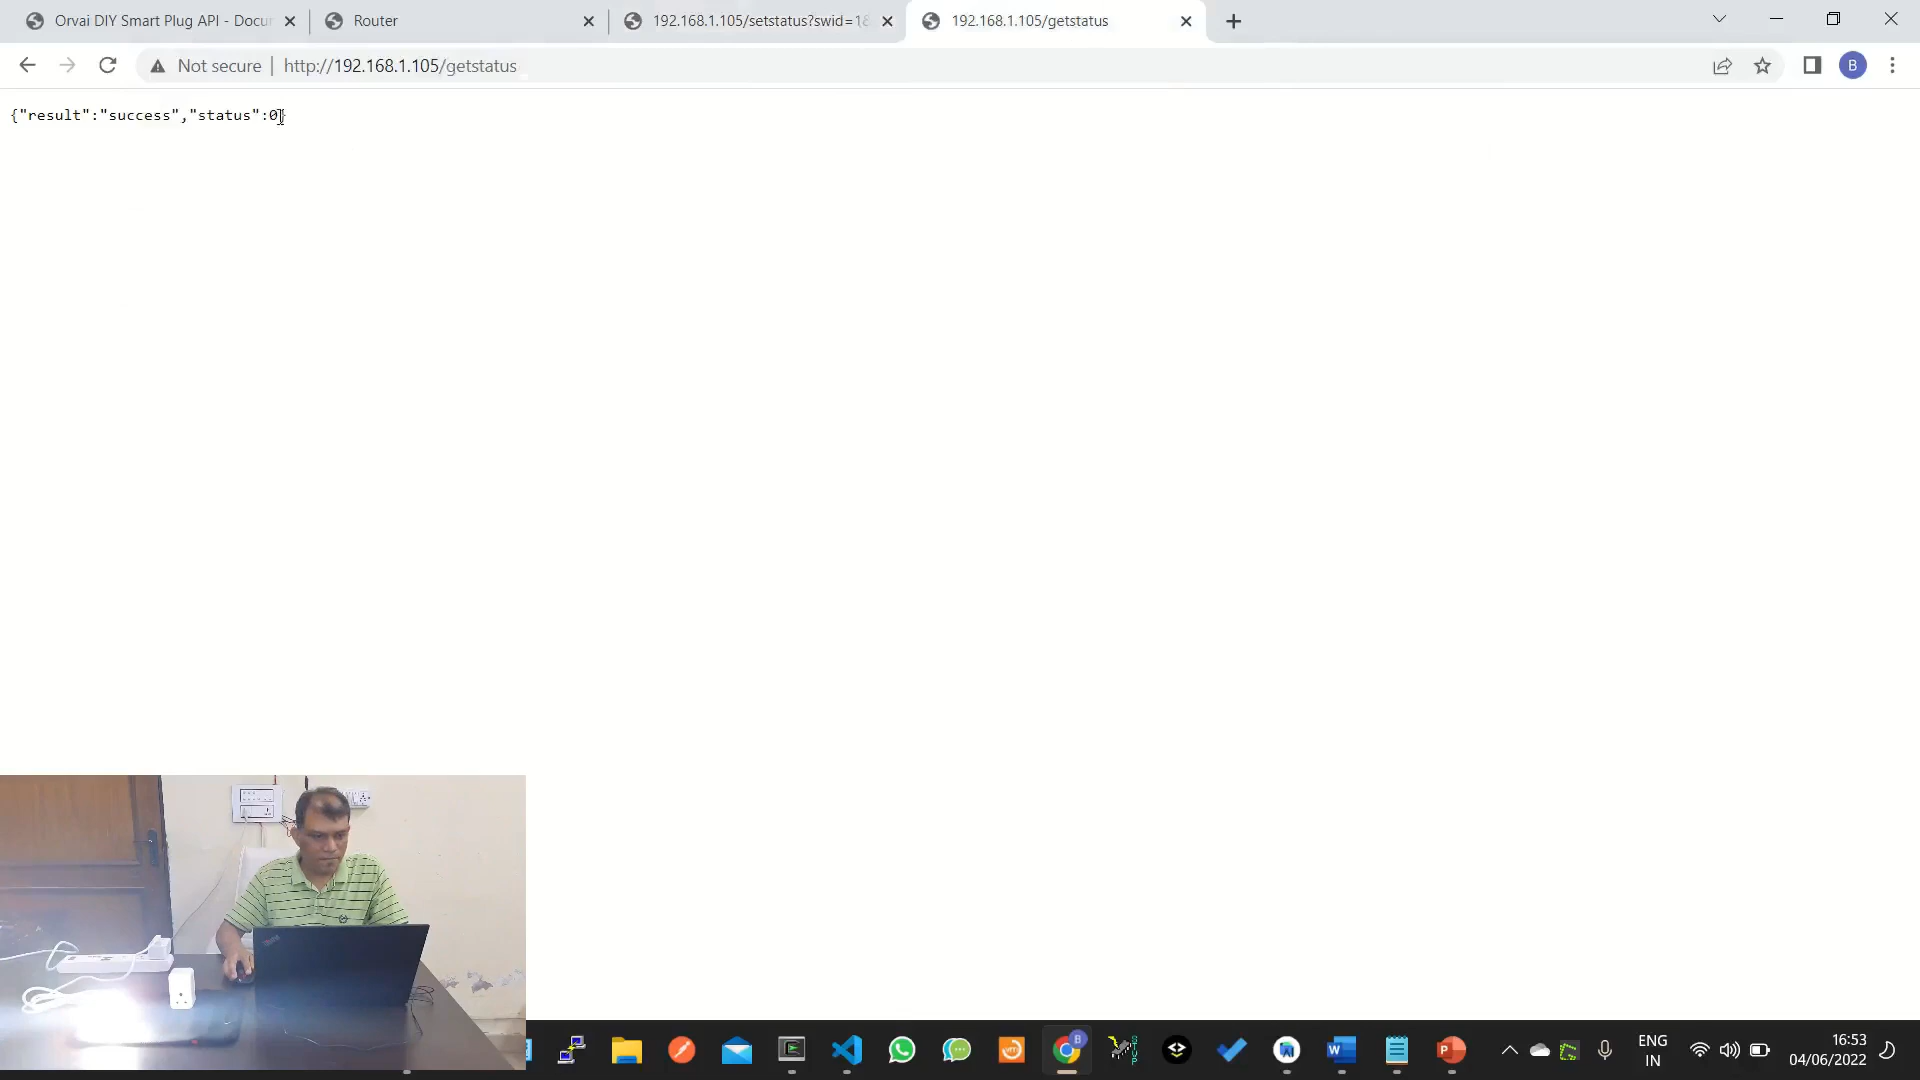 Orvai DIY Smart Plug API - Docu
Router
192.168.1.105/setstatus?swid=1&
192.168.1.105/getstatus
Not secure
http://192.168.1.105/getstatus
B
{"result":"success","status":0}
B
ENG
IN
16:53
04/06/2022